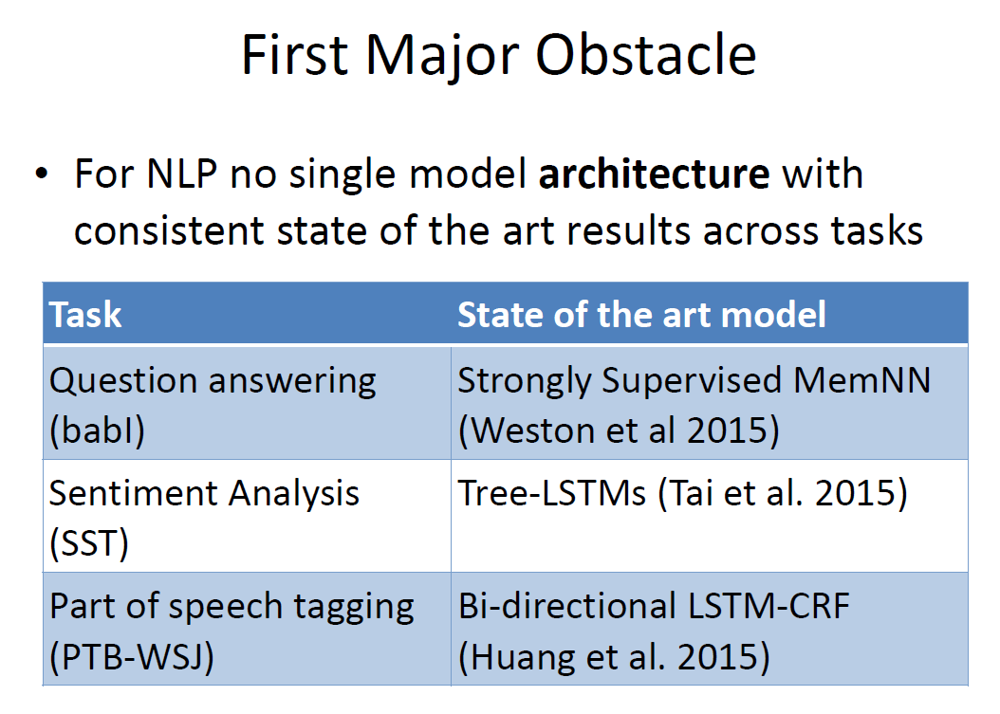 First Major Obstacle
• For NLP no single model architecture with
consistent state of the art results across tasks
Task
State of the art model
Question answering
(babI)
Strongly Supervised MemNN
(Weston et al 2015)
Sentiment Analysis
(SST)
Tree-LSTMs (Tai et al. 2015)
Part of speech tagging
(PTB-WSJ)
Bi-directional LSTM-CRF
(Huang et al. 2015)